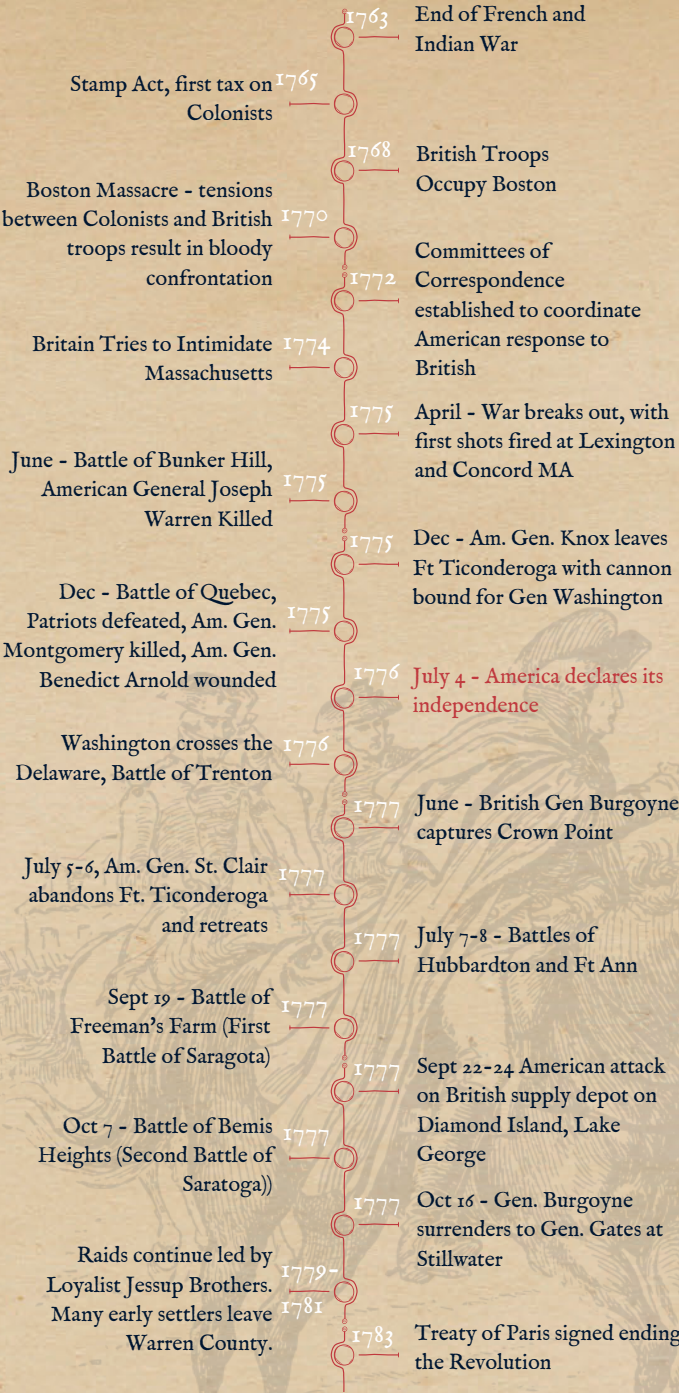 1763
End of French and
Indian War
Stamp Act, first tax on
Colonists
1765
1768
British Troops
Occupy Boston
Boston Massacre - tensions
between Colonists and British
troops result in bloody
confrontation
1770
1772
Committees of
Correspondence
established to coordinate
American response to
British
Britain Tries to Intimidate
Massachusetts
1774
1775
April - War breaks out, with
first shots fired at Lexington
and Concord MA
June - Battle of Bunker Hill,
American General Joseph
Warren Killed
1775
1775
Dec - Am. Gen. Knox leaves
Ft Ticonderoga with cannon
bound for Gen Washington
Dec - Battle of Quebec,
Patriots defeated, Am. Gen.
Montgomery killed, Am. Gen.
Benedict Arnold wounded
1775
1776
July 4 - America declares its
independence
Washington crosses the
Delaware, Battle of Trenton
1776
1777
June - British Gen Burgoyne
captures Crown Point
July 5-6, Am. Gen. St. Clair
abandons Ft. Ticonderoga
and retreats
1777
1777
July 7-8 - Battles of
Hubbardton and Ft Ann
Sept 19 - Battle of
Freeman's Farm (First
Battle of Saragota)
1777
1777
Sept 22-24 American attack
on British supply depot on
Diamond Island, Lake
George
Oct 7 - Battle of Bemis
Heights (Second Battle of
Saratoga))
1777
1777
Oct 16 - Gen. Burgoyne
surrenders to Gen. Gates at
Stillwater
Raids continue led by
Loyalist Jessup Brothers.
Many early settlers leave
Warren County.
1779-
1781
1783
Treaty of Paris signed ending
the Revolution